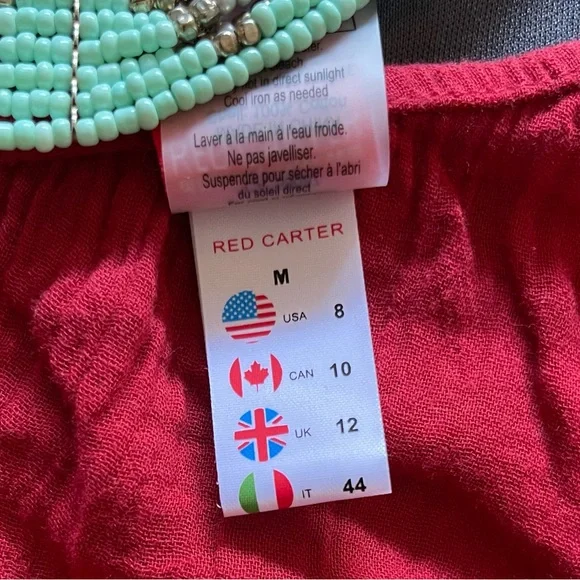 in direct sunlight
Cool iron as needed
Laver à la main à l'eau froide.
Ne pas javelliser.
Suspendre pour sécher à l'abri
du soleil direct
RED CARTER
M
USA 8
CAN 10
UK 12
IT 44